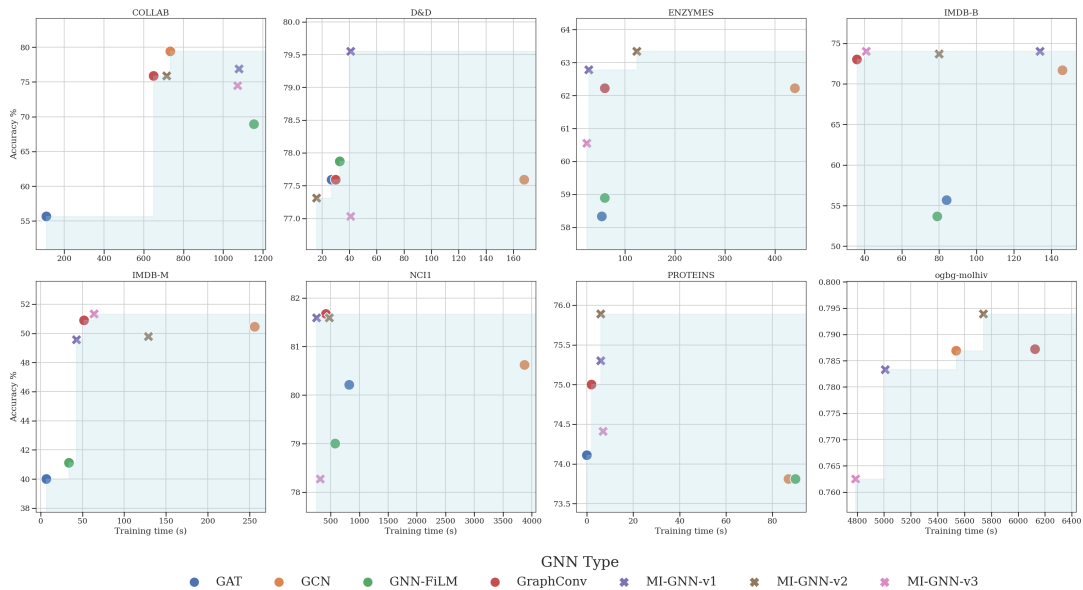 COLLAB
D&D
ENZYMES
IMDB-B
Accuracy %
80
75
70
65
60
55
200 400 600 800 1000 1200
80.0
79.5
79.0
78.5
78.0
77.5
77.0
20 40 60 80 100 120 140 160
64
63
62
61
60
59
58
100 200 300 400
75
70
65
60
55
50
40 60 80 100 120 140
IMDB-M
NCI1
PROTEINS
ogbg-molhiv
Accuracy %
52
50
48
46
44
42
40
38
0 50 100 150 200 250
Training time (s)
82
81
80
79
78
500 1000 1500 2000 2500 3000 3500 4000
Training time (s)
76.0
75.5
75.0
74.5
74.0
73.5
0 20 40 60 80
Training time (s)
0.800
0.795
0.790
0.785
0.780
0.775
0.770
0.765
0.760
4800 5000 5200 5400 5600 5800 6000 6200 6400
Training time (s)
GNN Type
GAT GCN GNN-FiLM GraphConv MI-GNN-v1 MI-GNN-v2 MI-GNN-v3